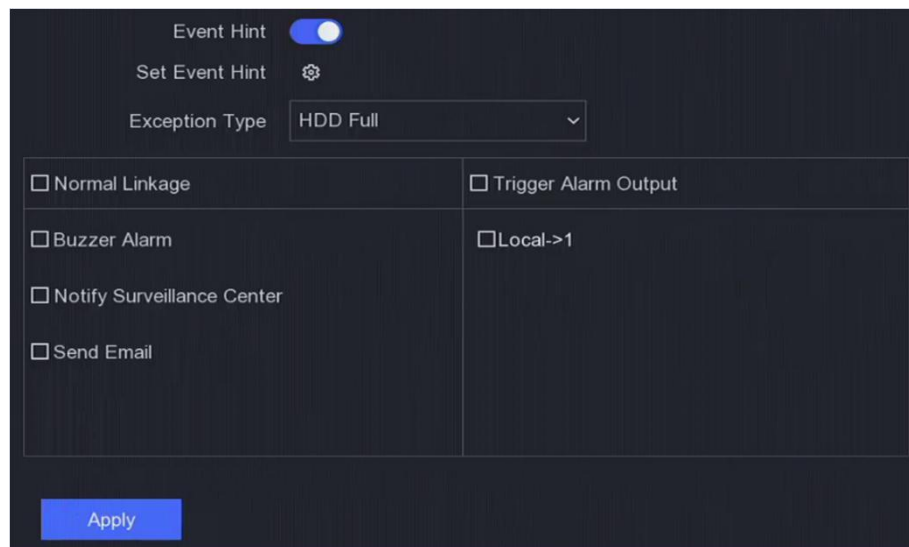 Event Hint
Set Event Hint
Exception Type HDD Full
Normal Linkage Trigger Alarm Output
Buzzer Alarm Local->1
Notify Surveillance Center
Send Email
Apply